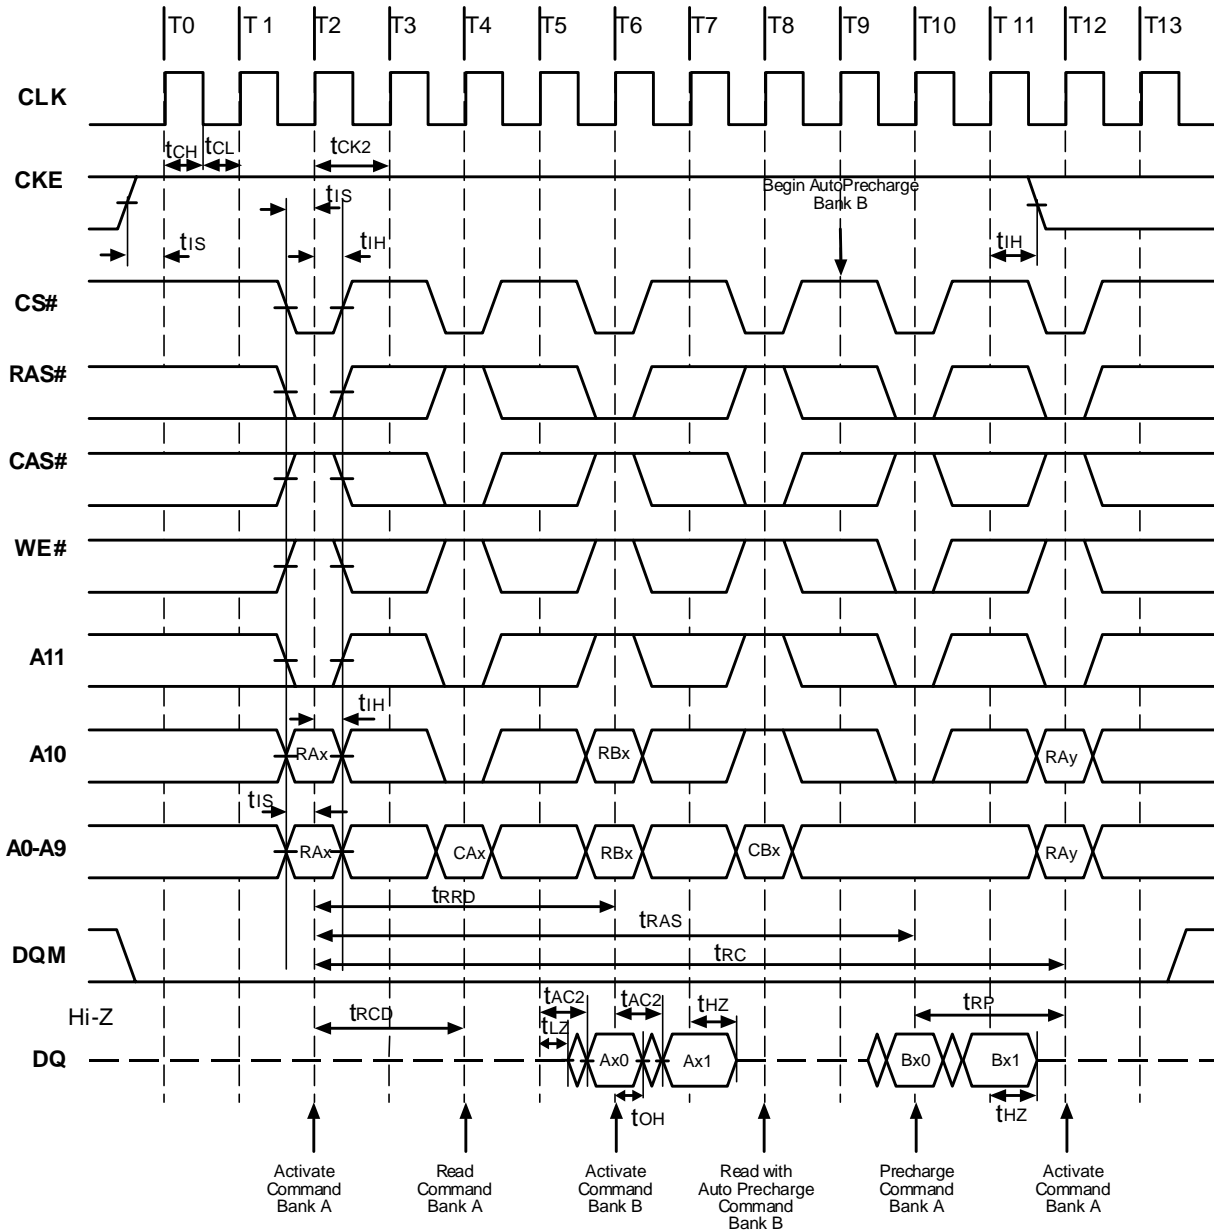 T0 T1 T2 T3 T4 T5 T6 T7 T8 T9 T10 T11 T12 T13
CLK
tCH tCL tCK2
CKE
Begin AutoPrecharge
Bank B
tIS
tIS tIH tIH
CS#
RAS#
CAS#
WE#
A11
tIH
A10 RAx RBx RAy
tIS
A0-A9 RAx CAx RBx CBx RAy
tRRD
tRAS
DQM tRC
Hi-Z tRCD tAC2 tAC2 tHZ tRP
tLZ
DQ Ax0 Ax1 Bx0 Bx1
tOH tHZ
Activate
Command
Bank A
Read
Command
Bank A
Activate
Command
Bank B
Read with
Auto Precharge
Command
Bank B
Precharge
Command
Bank A
Activate
Command
Bank A